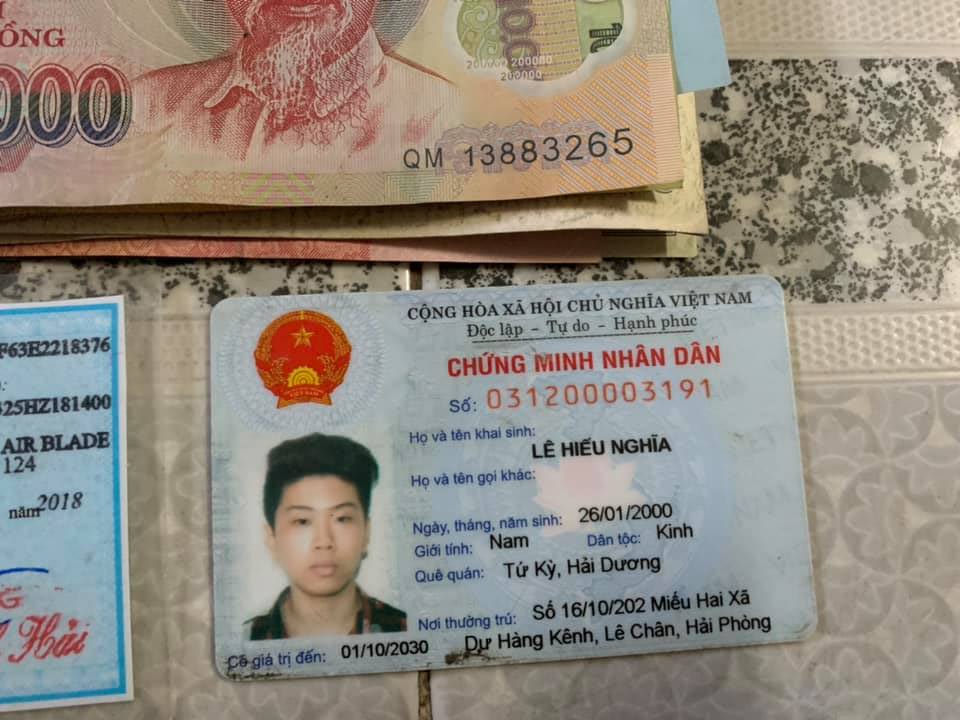 ỒNG
000
200000 200000
200000
QM 13883265
F63E2218376
25HZ181400
AIR BLADE
124
năm 2018
Hải
CỘNG HÒA XÃ HỘI CHỦ NGHĨA VIỆT NAM
Độc lập - Tự do - Hạnh phúc
CHỨNG MINH NHÂN DÂN
Số: 031200003191
Họ và tên khai sinh:
LÊ HIẾU NGHĨA
Họ và tên gọi khác:
Ngày, tháng, năm sinh: 26/01/2000
Giới tính: Nam Dân tộc: Kinh
Quê quán: Tứ Kỳ, Hải Dương
Nơi thường trú: Số 16/10/202 Miếu Hai Xã
Dư Hàng Kênh, Lê Chân, Hải Phòng
Có giá trị đến: 01/10/2030